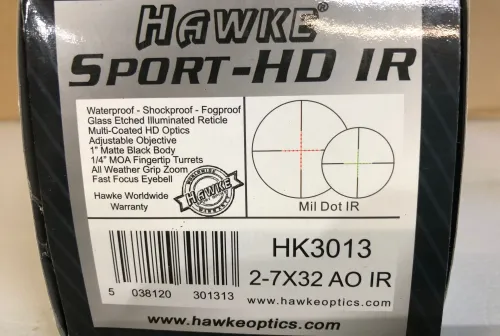 HAWKE®
SPORT-HD IR
Waterproof - Shockproof - Fogproof
Glass Etched Illuminated Reticle
Multi-Coated HD Optics
Adjustable Objective
1" Matte Black Body
1/4" MOA Fingertip Turrets
All Weather Grip Zoom
Fast Focus Eyebell
Hawke Worldwide
Warranty
WORLDWIDE
HAWKE
WARRANTY
Mil Dot IR
5 038120 301313
HK3013
2-7X32 AO IR
www.hawkeoptics.com
www.hawkeoptics.com